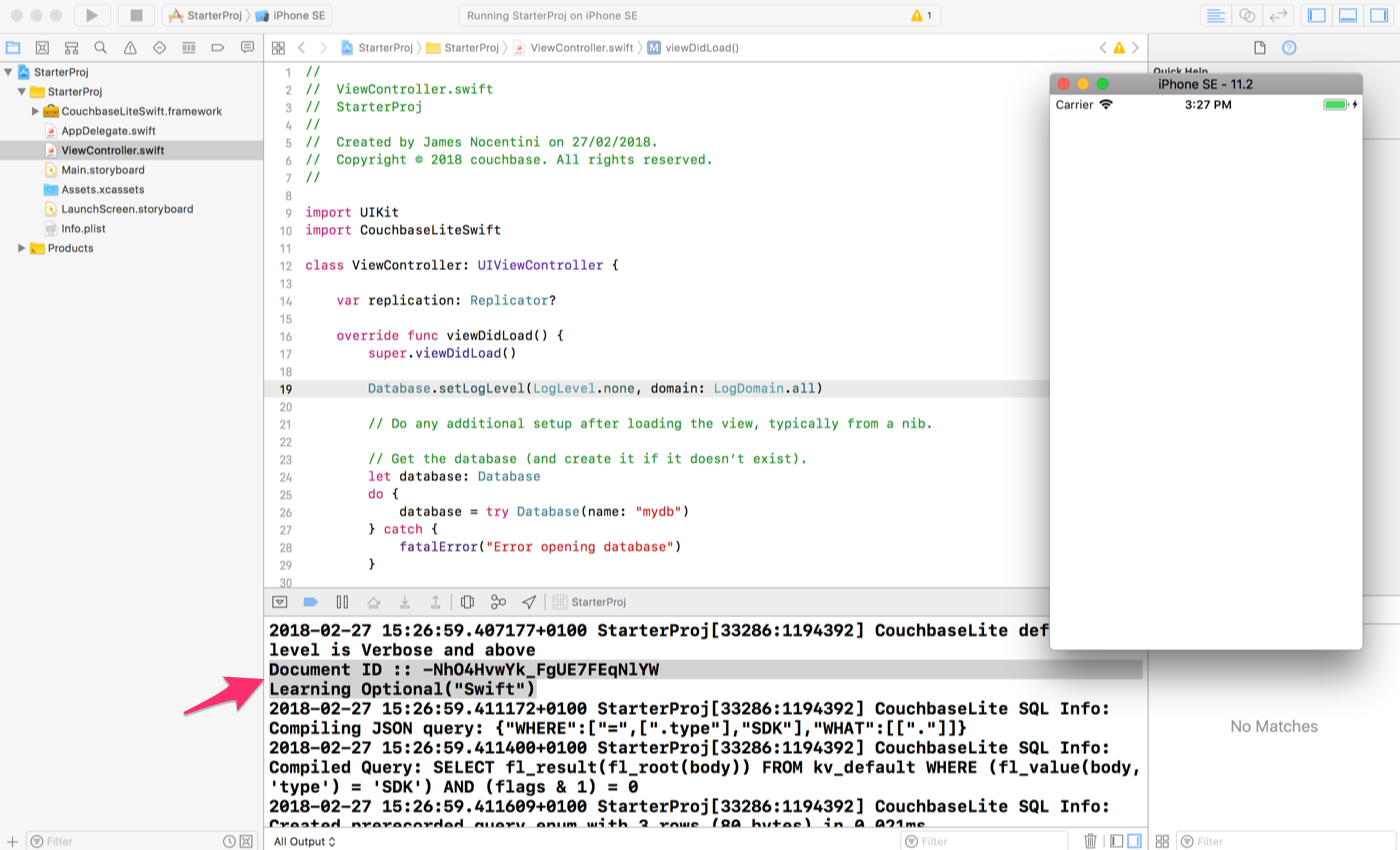 StarterProj
iPhone SE
Running StarterProj on iPhone SE
1
StarterProj
StarterProj
ViewController.swift
M
viewDidLoad()
StarterProj
StarterProj
CouchbaseLiteSwift.framework
AppDelegate.swift
ViewController.swift
Main.storyboard
Assets.xcassets
LaunchScreen.storyboard
Info.plist
Products
Filter
1 //
2 // ViewController.swift
3 // StarterProj
4 //
5 // Created by James Nocentini on 27/02/2018.
6 // Copyright © 2018 couchbase. All rights reserved.
7 //
8
9 import UIKit
10 import CouchbaseLiteSwift
11
12 class ViewController: UIViewController {
13
14 var replication: Replicator?
15
16 override func viewDidLoad() {
17 super.viewDidLoad()
18
19 Database.setLogLevel(LogLevel.none, domain: LogDomain.all)
20
21 // Do any additional setup after loading the view, typically from a nib.
22
23 // Get the database (and create it if it doesn't exist).
24 let database: Database
25 do {
26 database = try Database(name: "mydb")
27 } catch {
28 fatalError("Error opening database")
29 }
30
StarterProj
2018-02-27 15:26:59.407177+0100 StarterProj[33286:1194392] CouchbaseLite def
level is Verbose and above
Document ID :: -NhO4HvwYk_FgUE7FEqNlYW
Learning Optional("Swift")
2018-02-27 15:26:59.411172+0100 StarterProj[33286:1194392] CouchbaseLite SQL Info:
Compiling JSON query: {"WHERE":["=",[".type"],"SDK"],"WHAT":[["."]]}
2018-02-27 15:26:59.411400+0100 StarterProj[33286:1194392] CouchbaseLite SQL Info:
Compiled Query: SELECT fl_result(fl_root(body)) FROM kv_default WHERE (fl_value(body,
'type') = 'SDK') AND (flags & 1) = 0
2018-02-27 15:26:59.411609+0100 StarterProj[33286:1194392] CouchbaseLite SQL Info:
Created prerecorded query enum with 3 rows (80 bytes) in 0.021ms
All Output
Filter
Quick Help
iPhone SE - 11.2
Carrier
3:27 PM
No Matches
Filter